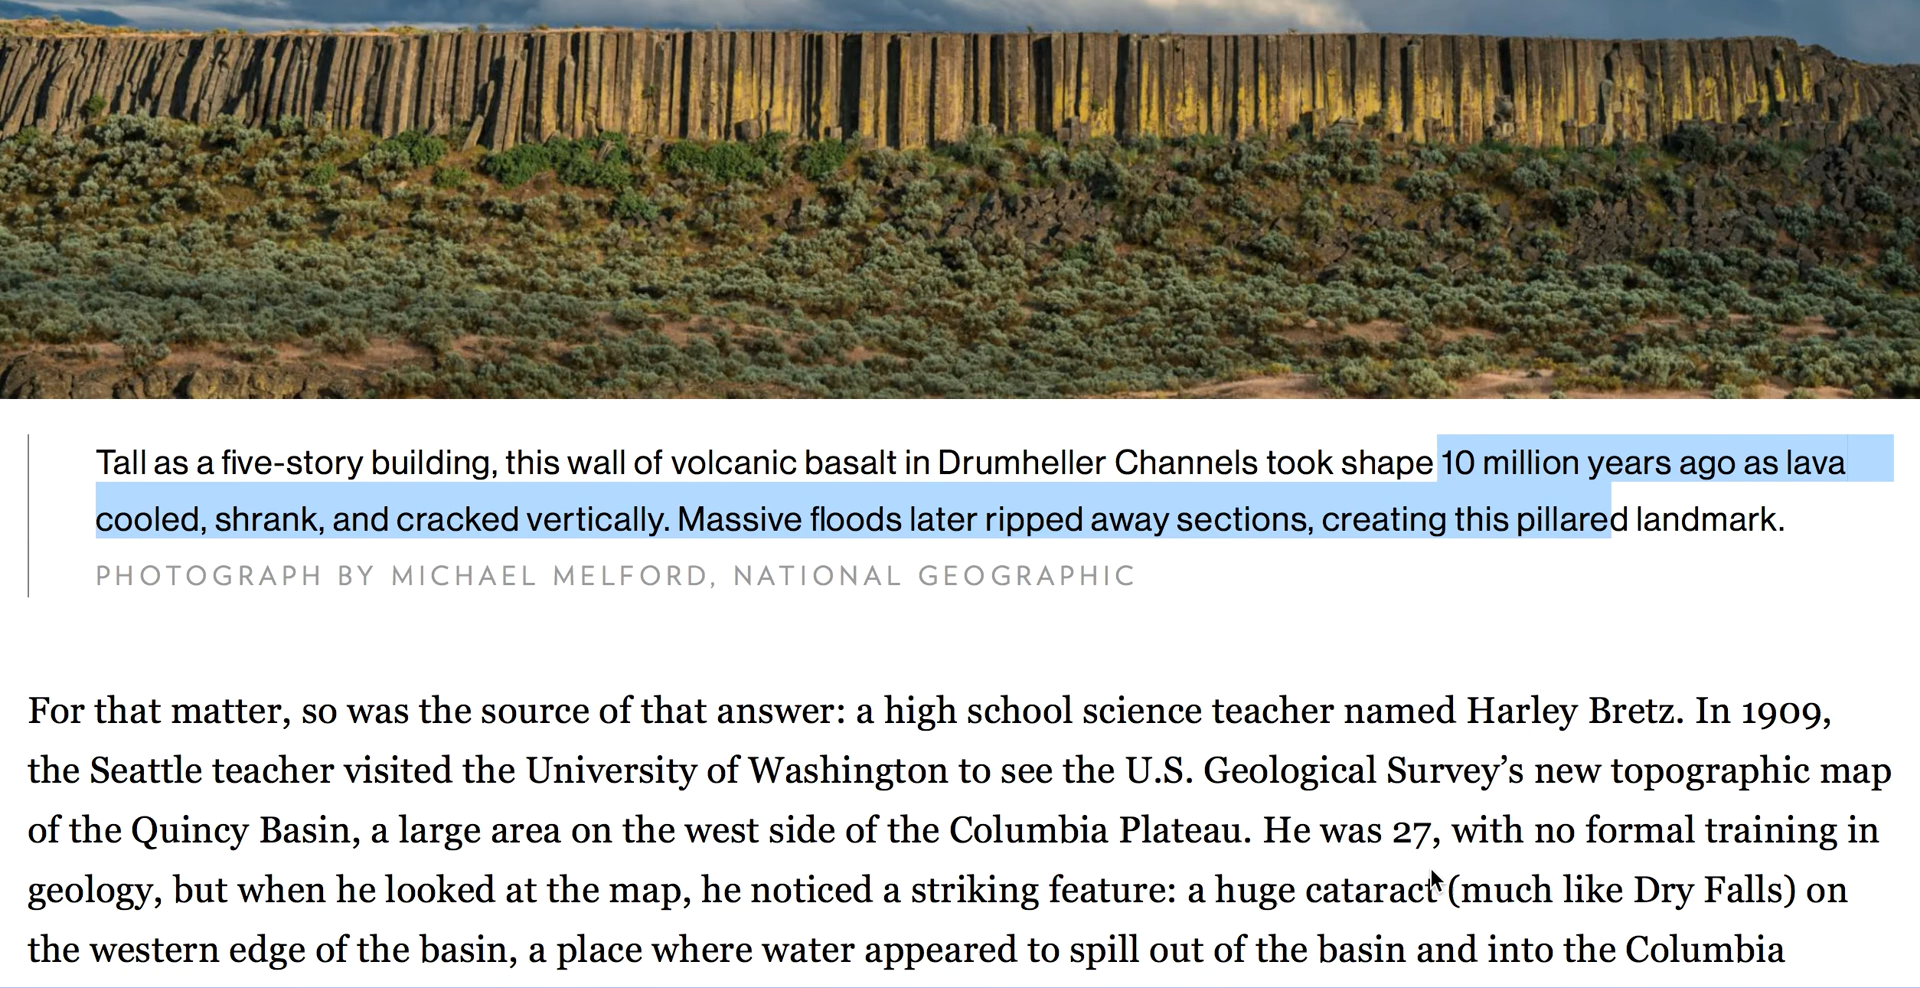 Tall as a five-story building, this wall of volcanic basalt in Drumheller Channels took shape 10 million years ago as lava
cooled, shrank, and cracked vertically. Massive floods later ripped away sections, creating this pillared landmark.
PHOTOGRAPH BY MICHAEL MELFORD, NATIONAL GEOGRAPHIC
For that matter, so was the source of that answer: a high school science teacher named Harley Bretz. In 1909,
the Seattle teacher visited the University of Washington to see the U.S. Geological Survey’s new topographic map
of the Quincy Basin, a large area on the west side of the Columbia Plateau. He was 27, with no formal training in
geology, but when he looked at the map, he noticed a striking feature: a huge cataract (much like Dry Falls) on
the western edge of the basin, a place where water appeared to spill out of the basin and into the Columbia